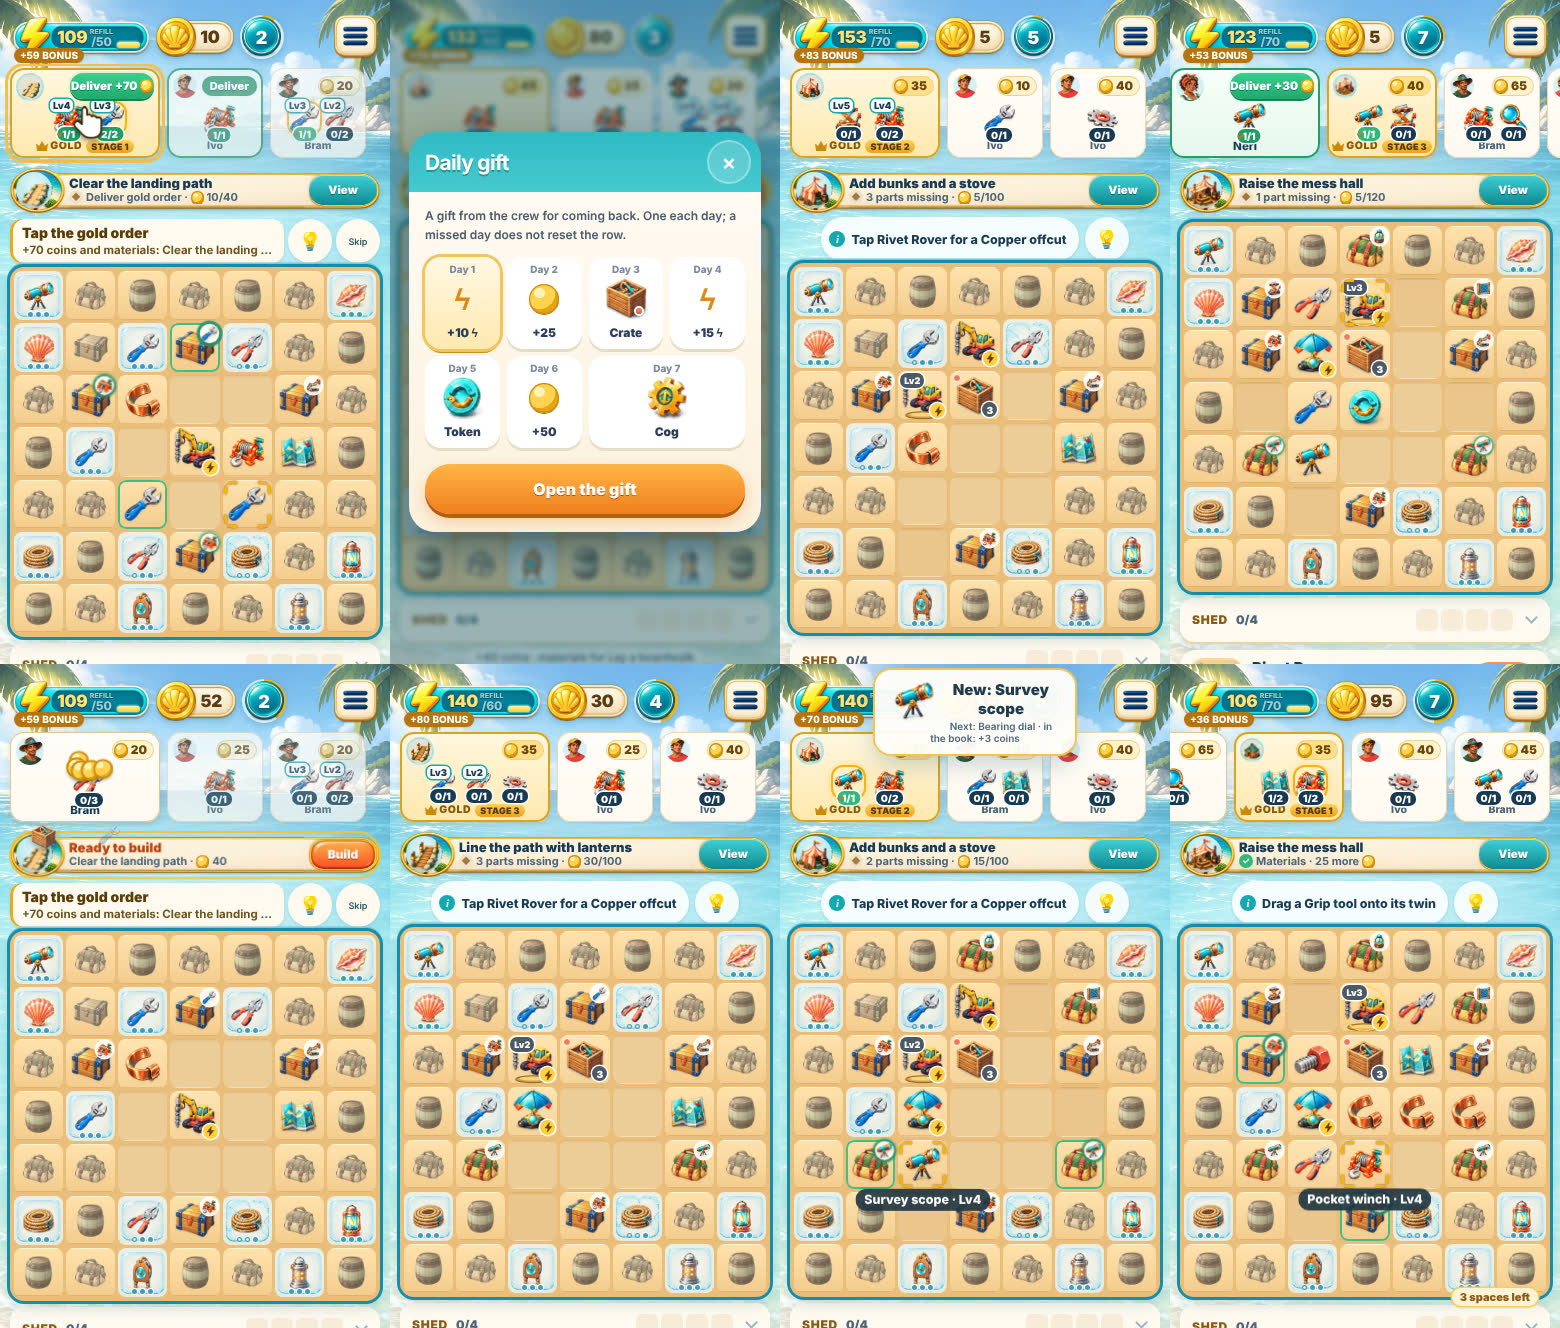 109
REFILL
/50
+59 BONUS
10
2
Deliver +70
Lv4
Lv3
1/1
2/2
GOLD
STAGE 1
Deliver
1/1
Ivo
20
Lv3
Lv2
1/1
0/2
Bram
Clear the landing path
Deliver gold order · 10/40
View
Tap the gold order
+70 coins and materials: Clear the landing ...
Skip
SHED 0/4
Daily gift
×
A gift from the crew for coming back. One each day; a
missed day does not reset the row.
Day 1
+10
Day 2
+25
Day 3
Crate
Day 4
+15
Day 5
Token
Day 6
+50
Day 7
Cog
Open the gift
SHED 0/4
153
REFILL
/70
+83 BONUS
5
5
35
Lv5
Lv4
0/1
0/2
GOLD
STAGE 2
10
0/1
Ivo
40
0/1
Ivo
Add bunks and a stove
3 parts missing · 5/100
View
Tap Rivet Rover for a Copper offcut
Lv2
3
SHED 0/4
123
REFILL
/70
+53 BONUS
5
7
Deliver +30
1/1
Neri
40
1/1
0/1
GOLD
STAGE 3
65
0/1
0/1
Bram
Raise the mess hall
1 part missing · 5/120
View
Lv3
3
SHED 0/4
109
REFILL
/50
+59 BONUS
52
2
20
0/3
Bram
25
0/1
Ivo
20
Lv3
Lv2
0/1
0/2
Bram
Ready to build
Clear the landing path · 40
Build
Tap the gold order
+70 coins and materials: Clear the landing ...
Skip
SHED 0/4
140
REFILL
/60
+80 BONUS
30
4
35
Lv3
Lv2
0/1
0/1
0/1
GOLD
STAGE 3
25
0/1
Ivo
40
0/1
Ivo
Line the path with lanterns
3 parts missing · 30/100
View
Tap Rivet Rover for a Copper offcut
Lv2
3
SHED 0/4
140
+70 BONUS
New: Survey
scope
Next: Bearing dial · in
the book: +3 coins
1/1
0/2
GOLD
STAGE 2
0/1
0/1
Bram
40
0/1
Ivo
Add bunks and a stove
2 parts missing · 15/100
View
Tap Rivet Rover for a Copper offcut
Lv2
3
Survey scope · Lv4
SHED 0/4
106
REFILL
/70
+36 BONUS
95
7
65
0/1
35
1/2
1/2
GOLD
STAGE 1
40
0/1
Ivo
45
0/1
0/1
Bram
Raise the mess hall
Materials · 25 more
View
Drag a Grip tool onto its twin
Lv3
3
Pocket winch · Lv4
3 spaces left
SHED 0/4